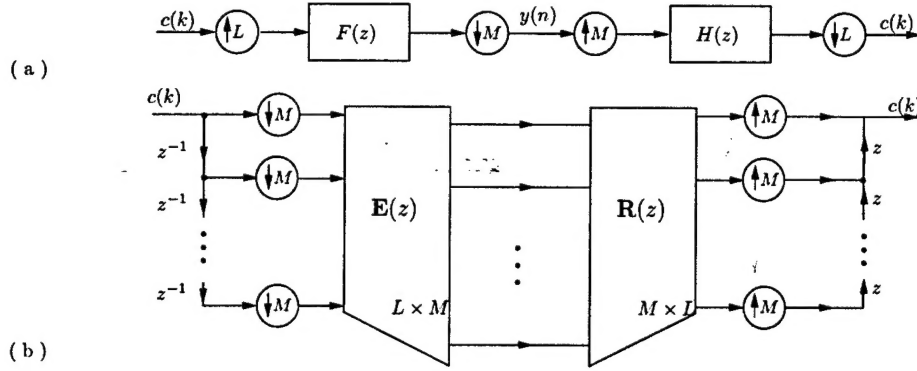 c(k) ↑L F(z) ↓M y(n) ↑M H(z) ↓L c(k)
(a)
c(k) ↓M ↑M c(k)
z⁻¹ z
↓M ↑M
z⁻¹ E(z) R(z) z
z⁻¹ ↓M L × M M × L ↑M z
(b)